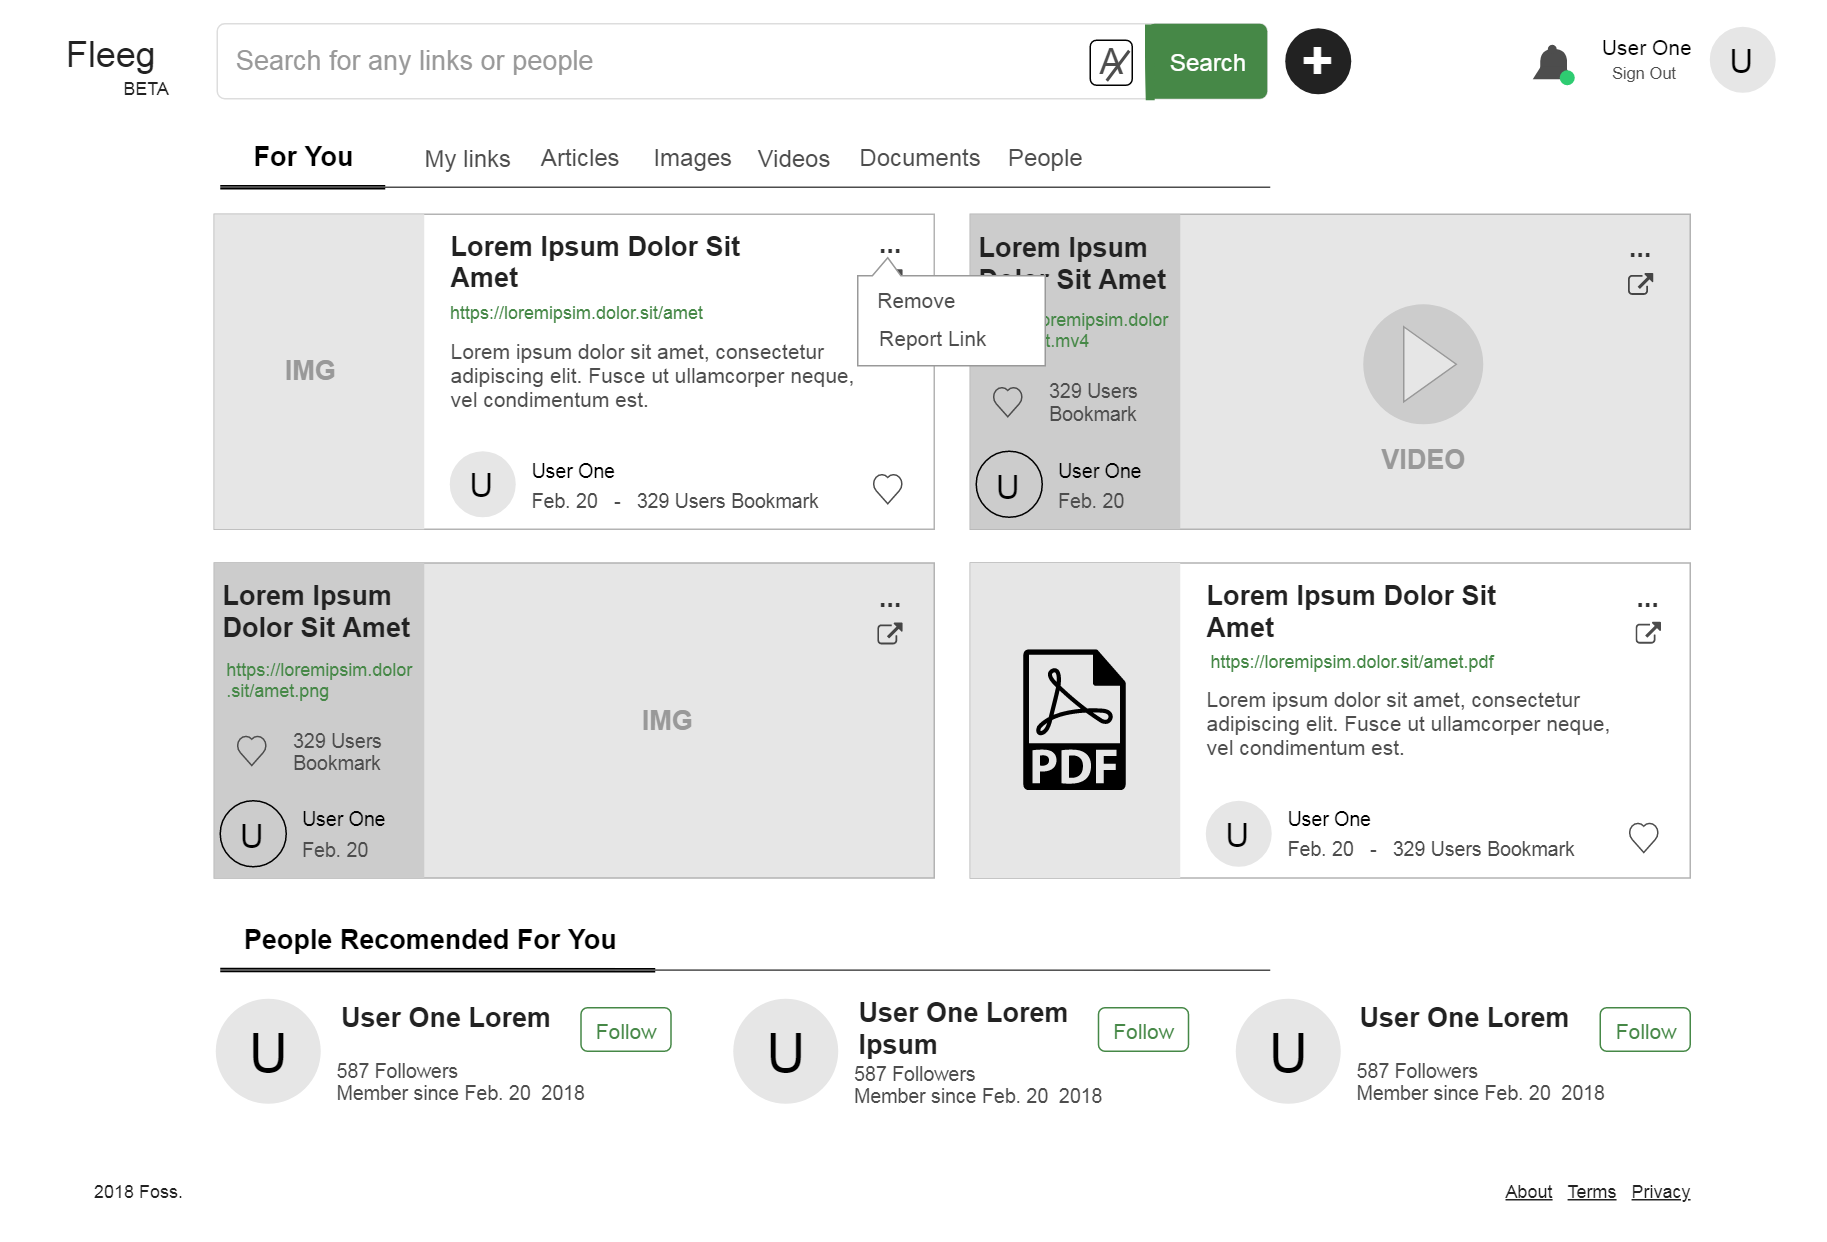 Fleeg
BETA
Search for any links or people
A
Search
User One
Sign Out
U
For You
My links
Articles
Images
Videos
Documents
People
IMG
Lorem Ipsum Dolor Sit
Amet
https://loremipsim.dolor.sit/amet
Lorem ipsum dolor sit amet, consectetur
adipiscing elit. Fusce ut ullamcorper neque,
vel condimentum est.
U
User One
Feb. 20 - 329 Users Bookmark
...
Remove
Report Link
Lorem Ipsum
Dolor Sit Amet
oremipsim.dolor
t.mv4
329 Users
Bookmark
U
User One
Feb. 20
VIDEO
...
Lorem Ipsum
Dolor Sit Amet
https://loremipsim.dolor
.sit/amet.png
329 Users
Bookmark
U
User One
Feb. 20
IMG
...
PDF
Lorem Ipsum Dolor Sit
Amet
https://loremipsim.dolor.sit/amet.pdf
Lorem ipsum dolor sit amet, consectetur
adipiscing elit. Fusce ut ullamcorper neque,
vel condimentum est.
U
User One
Feb. 20 - 329 Users Bookmark
...
People Recomended For You
U
User One Lorem
587 Followers
Member since Feb. 20 2018
Follow
U
User One Lorem
Ipsum
587 Followers
Member since Feb. 20 2018
Follow
U
User One Lorem
587 Followers
Member since Feb. 20 2018
Follow
2018 Foss.
About
Terms
Privacy